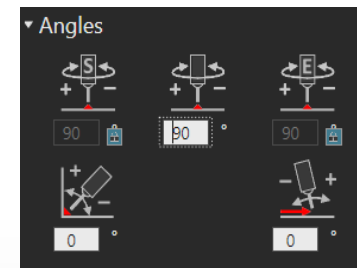 Angles
S E
+ - + - + -
90 90 ° 90
+ - - +
0 ° 0 °